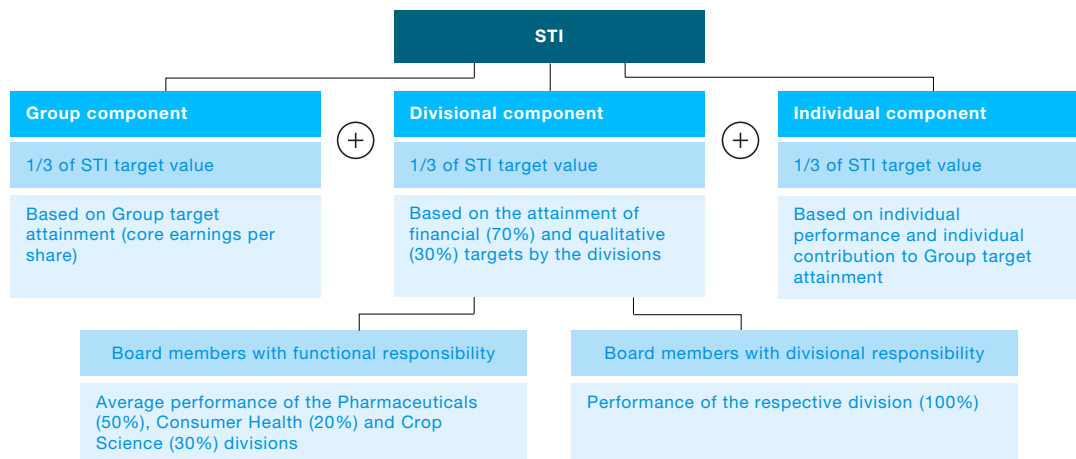 STI
Group component
1/3 of STI target value
Based on Group target
attainment (core earnings per
share)
+
Divisional component
1/3 of STI target value
Based on the attainment of
financial (70%) and qualitative
(30%) targets by the divisions
+
Individual component
1/3 of STI target value
Based on individual
performance and individual
contribution to Group target
attainment
Board members with functional responsibility
Average performance of the Pharmaceuticals
(50%), Consumer Health (20%) and Crop
Science (30%) divisions
Board members with divisional responsibility
Performance of the respective division (100%)